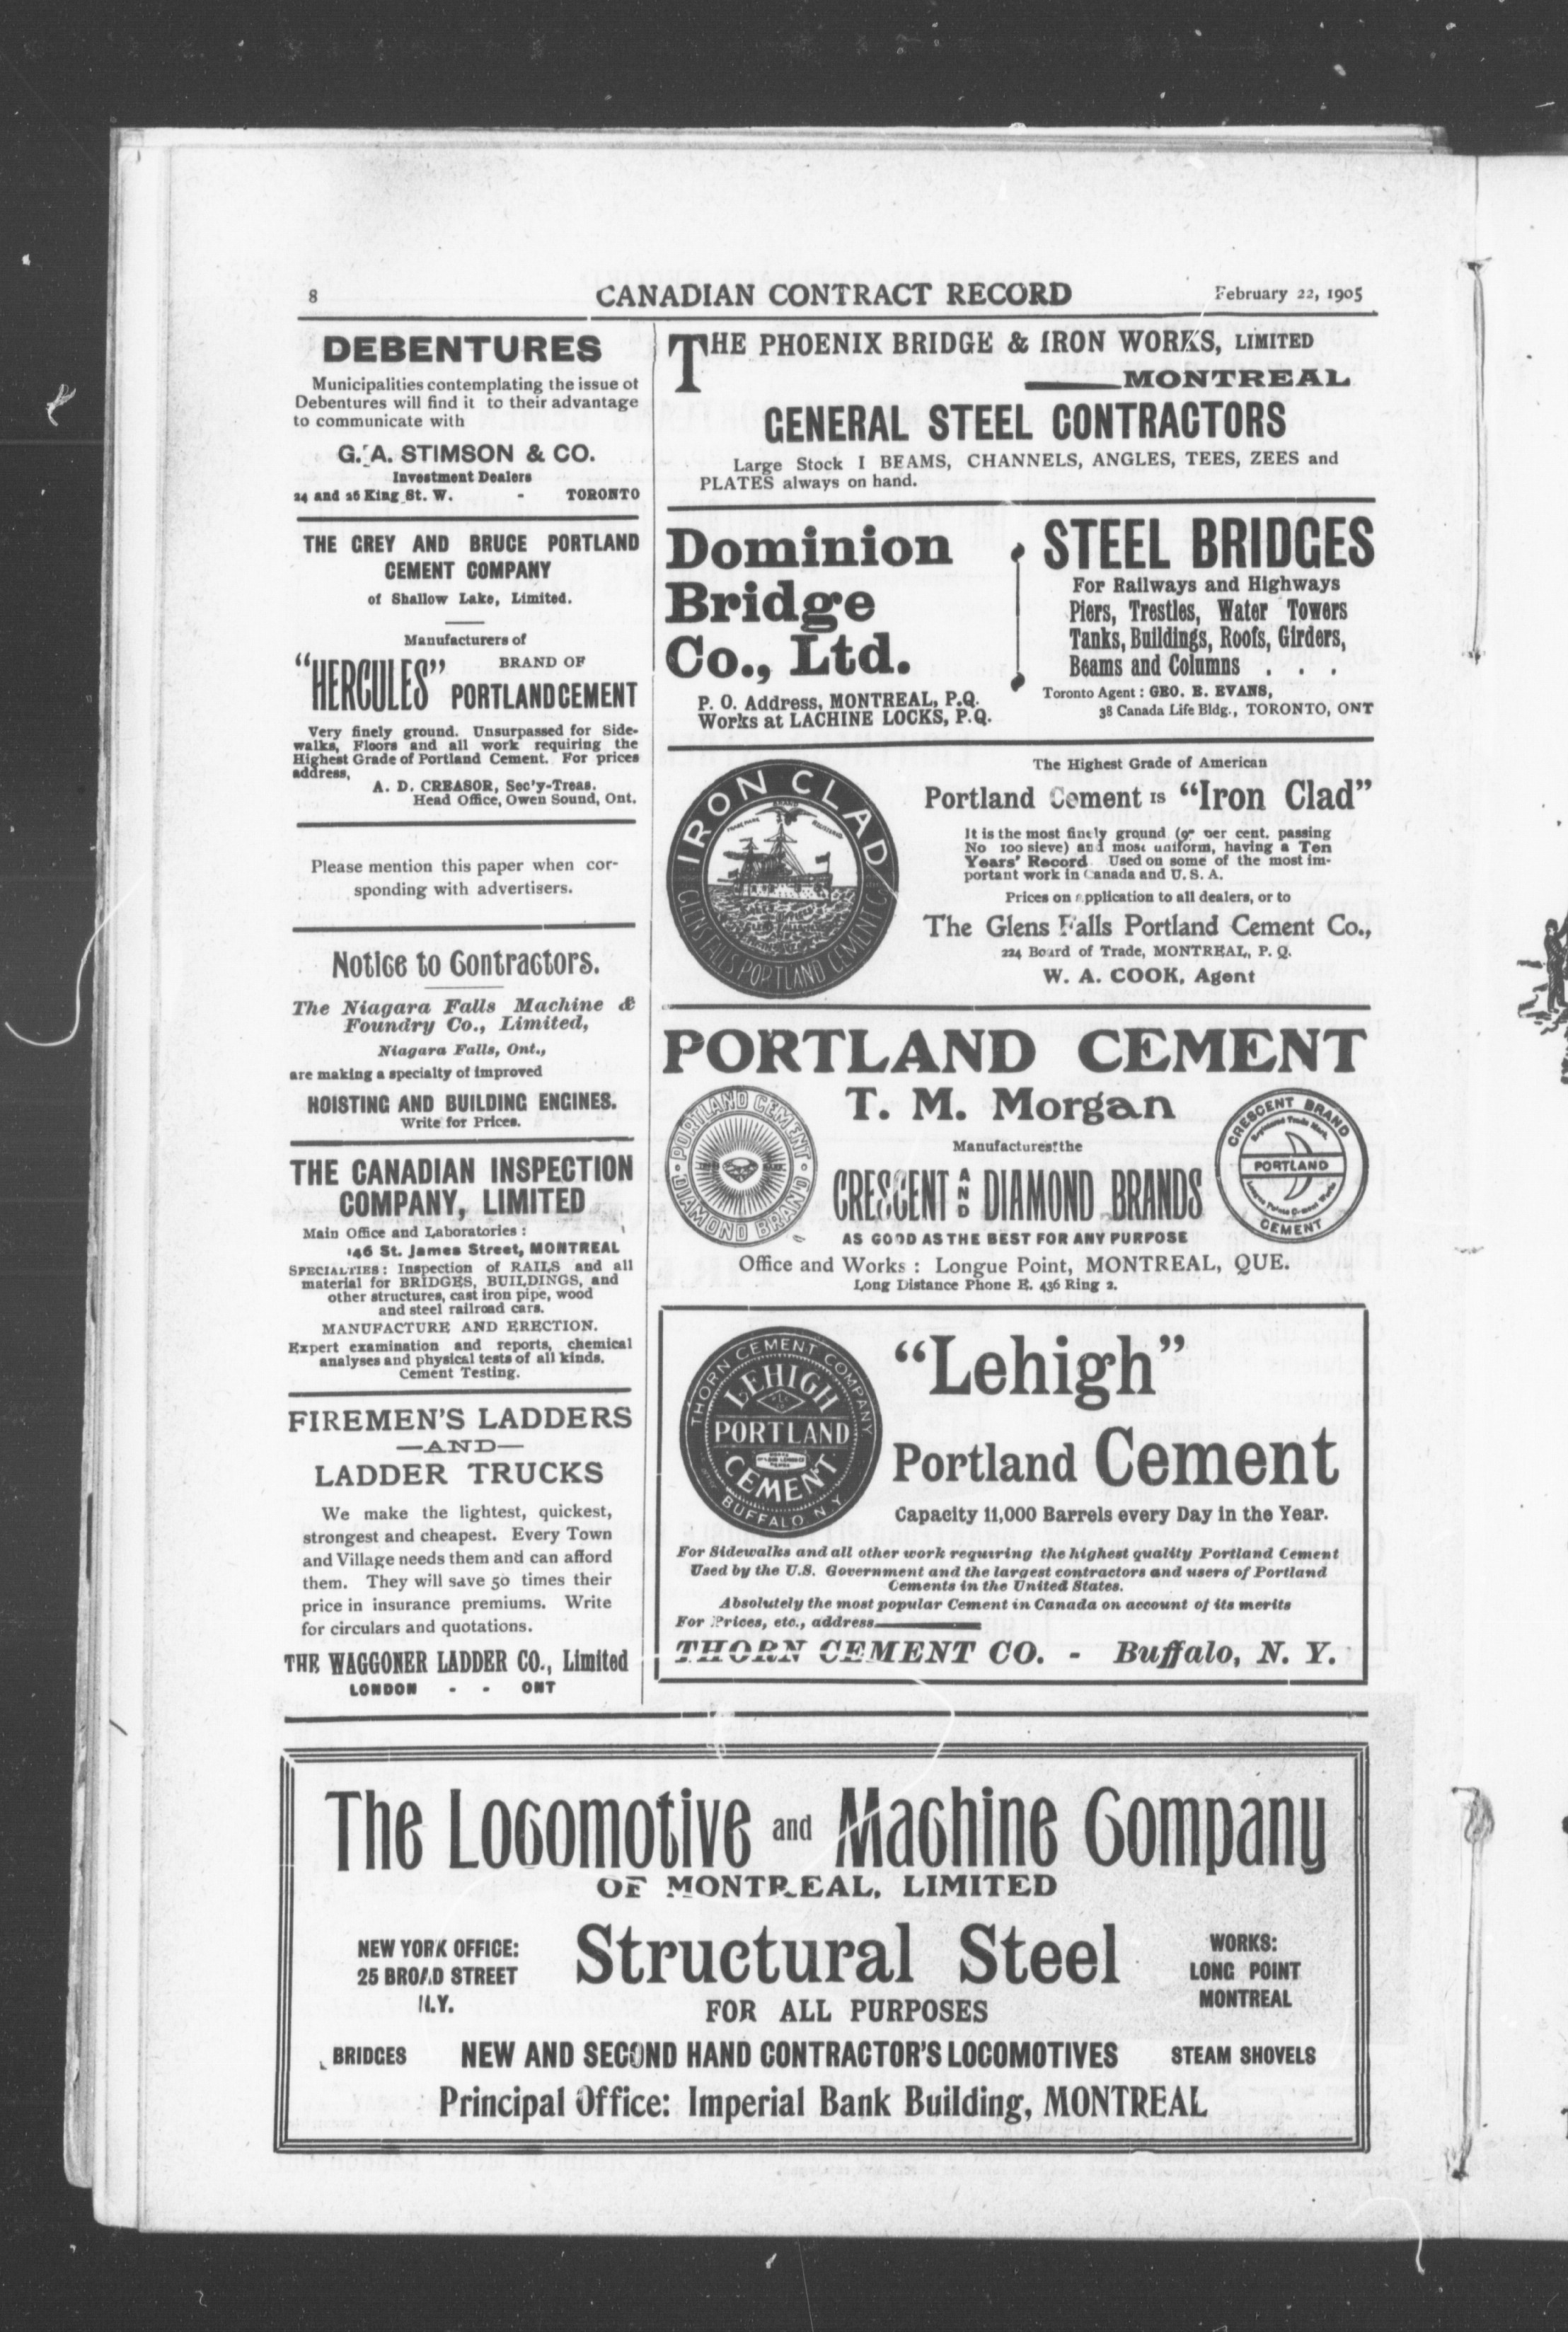 8
CANADIAN CONTRACT RECORD
February 22, 1905
DEBENTURES
Municipalities contemplating the issue of
Debentures will find it to their advantage
to communicate with
G. A. STIMSON & CO.
Investment Dealers
24 and 26 King St. W. - TORONTO
THE GREY AND BRUCE PORTLAND
CEMENT COMPANY
of Shallow Lake, Limited.
Manufacturers of
"HERCULES" BRAND OF
PORTLAND CEMENT
Very finely ground. Unsurpassed for Side-
walks, Floors and all work requiring the
Highest Grade of Portland Cement. For prices
address,
A. D. CREASOR, Sec'y-Treas.
Head Office, Owen Sound, Ont.
Please mention this paper when cor-
sponding with advertisers.
Notice to Contractors.
The Niagara Falls Machine &
Foundry Co., Limited,
Niagara Falls, Ont.,
are making a specialty of improved
HOISTING AND BUILDING ENGINES.
Write for Prices.
THE CANADIAN INSPECTION
COMPANY, LIMITED
Main Office and Laboratories :
146 St. James Street, MONTREAL
SPECIALTIES: Inspection of RAILS and all
material for BRIDGES, BUILDINGS, and
other structures, cast iron pipe, wood
and steel railroad cars.
MANUFACTURE AND ERECTION.
Expert examination and reports, chemical
analyses and physical tests of all kinds.
Cement Testing.
FIREMEN'S LADDERS
—AND—
LADDER TRUCKS
We make the lightest, quickest,
strongest and cheapest. Every Town
and Village needs them and can afford
them. They will save 50 times their
price in insurance premiums. Write
for circulars and quotations.
THE WAGGONER LADDER CO., Limited
LONDON - - ONT
THE PHOENIX BRIDGE & IRON WORKS, LIMITED
MONTREAL
GENERAL STEEL CONTRACTORS
Large Stock I BEAMS, CHANNELS, ANGLES, TEES, ZEES and
PLATES always on hand.
Dominion
Bridge
Co., Ltd.
P. O. Address, MONTREAL, P.Q.
Works at LACHINE LOCKS, P.Q.
STEEL BRIDGES
For Railways and Highways
Piers, Trestles, Water Towers
Tanks, Buildings, Roofs, Girders,
Beams and Columns . . .
Toronto Agent : GEO. E. EVANS,
38 Canada Life Bldg., TORONTO, ONT
IRON CLAD
GLENS FALLS PORTLAND CEMENT CO
The Highest Grade of American
Portland Cement IS "Iron Clad"
It is the most finely ground per cent. passing
No 100 sieve) and most uniform, having a Ten
Years' Record Used on some of the most im-
portant work in Canada and U. S. A.
Prices on application to all dealers, or to
The Glens Falls Portland Cement Co.,
224 Board of Trade, MONTREAL, P. Q.
W. A. COOK, Agent
PORTLAND CEMENT
PORTLAND CEMENT
DIAMOND BRAND
T. M. Morgan
Manufactures the
CRESCENT AND DIAMOND BRANDS
AS GOOD AS THE BEST FOR ANY PURPOSE
CRESCENT BRAND
Registered Trade Mark
PORTLAND
CEMENT
Office and Works : Longue Point, MONTREAL, QUE.
Long Distance Phone E. 436 Ring 2.
THORN CEMENT COMPANY
LEHIGH
PORTLAND
CEMENT
BUFFALO N.Y
"Lehigh"
Portland Cement
Capacity 11,000 Barrels every Day in the Year.
For Sidewalks and all other work requiring the highest quality Portland Cement
Used by the U.S. Government and the largest contractors and users of Portland
Cements in the United States.
Absolutely the most popular Cement in Canada on account of its merits
For Prices, etc., address
THORN CEMENT CO. - Buffalo, N. Y.
The Locomotive and Machine Company
OF MONTREAL, LIMITED
NEW YORK OFFICE:
25 BROAD STREET
N.Y.
Structural Steel
FOR ALL PURPOSES
WORKS:
LONG POINT
MONTREAL
BRIDGES NEW AND SECOND HAND CONTRACTOR'S LOCOMOTIVES STEAM SHOVELS
Principal Office: Imperial Bank Building, MONTREAL